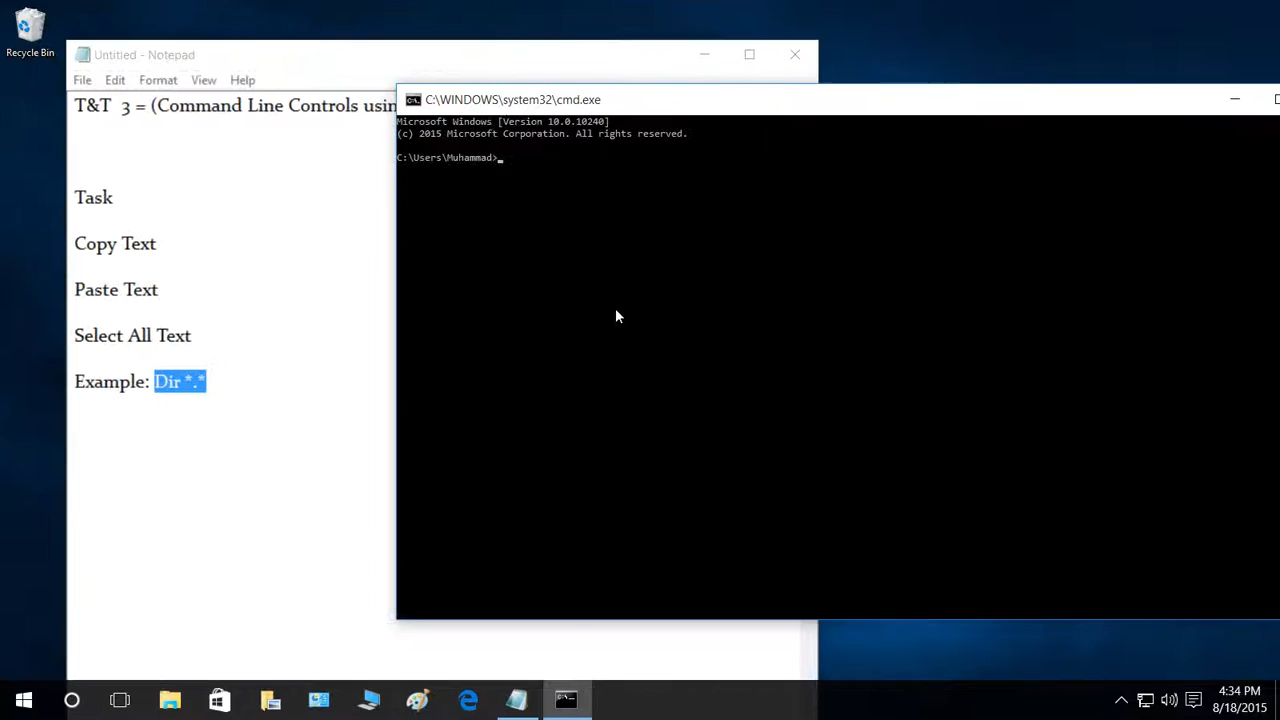 Recycle Bin
Untitled - Notepad
File Edit Format View Help
T&T 3 = (Command Line Controls usin
Task
Copy Text
Paste Text
Select All Text
Example: Dir *.*
C:\WINDOWS\system32\cmd.exe
Microsoft Windows [Version 10.0.10240]
(c) 2015 Microsoft Corporation. All rights reserved.
C:\Users\Muhammad>_
4:34 PM
8/18/2015